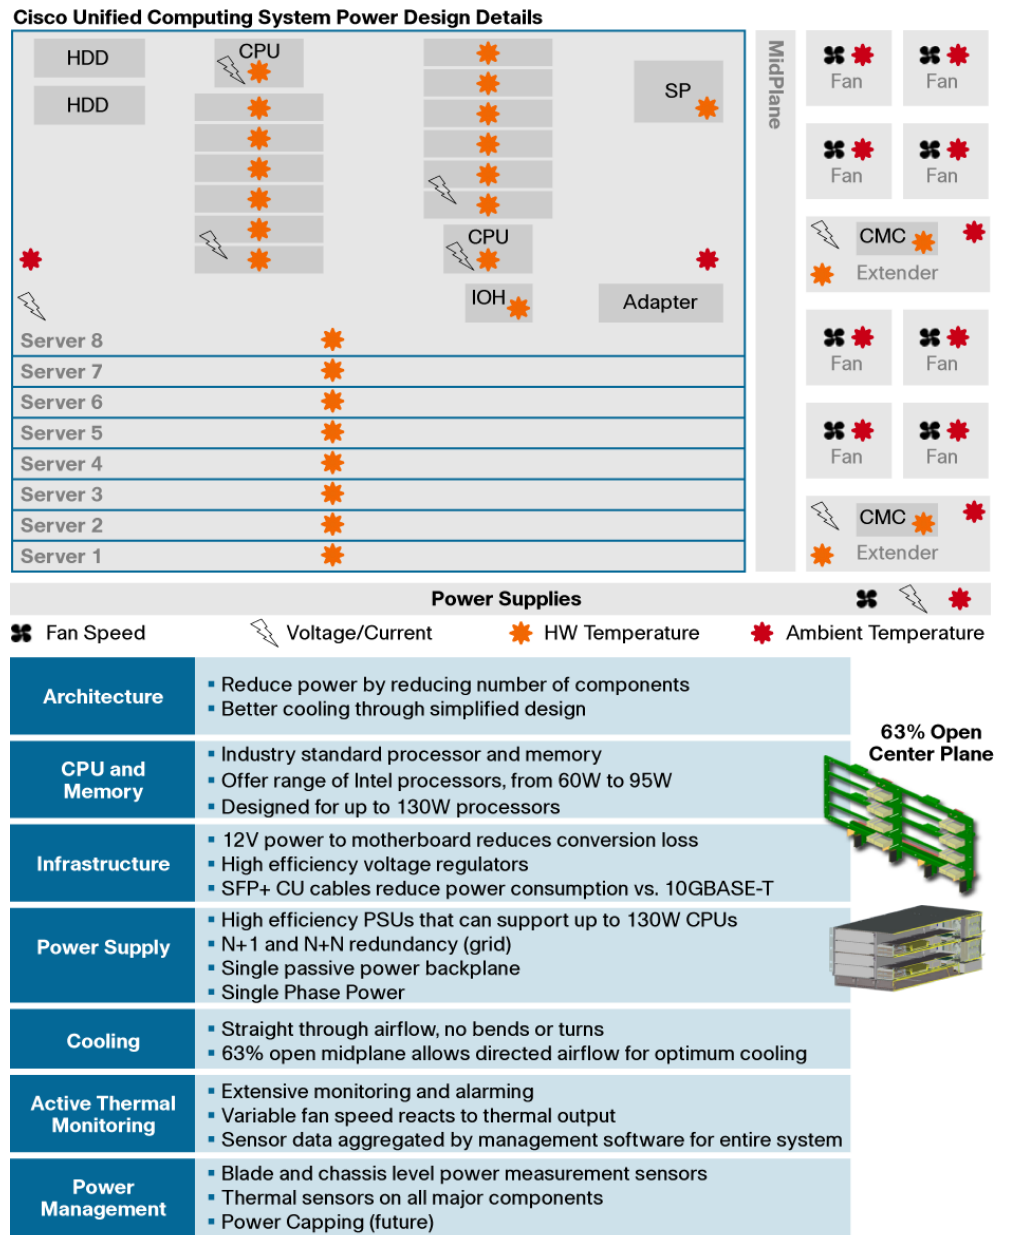 Cisco Unified Computing System Power Design Details
HDD
CPU
HDD
SP
CPU
IOH
Adapter
Server 8
Server 7
Server 6
Server 5
Server 4
Server 3
Server 2
Server 1
MidPlane
Fan
Fan
Fan
Fan
CMC
Extender
Fan
Fan
Fan
Fan
CMC
Extender
Power Supplies
Fan Speed
Voltage/Current
HW Temperature
Ambient Temperature
Architecture
▪ Reduce power by reducing number of components
▪ Better cooling through simplified design
CPU and
Memory
▪ Industry standard processor and memory
▪ Offer range of Intel processors, from 60W to 95W
▪ Designed for up to 130W processors
Infrastructure
▪ 12V power to motherboard reduces conversion loss
▪ High efficiency voltage regulators
▪ SFP+ CU cables reduce power consumption vs. 10GBASE-T
Power Supply
▪ High efficiency PSUs that can support up to 130W CPUs
▪ N+1 and N+N redundancy (grid)
▪ Single passive power backplane
▪ Single Phase Power
Cooling
▪ Straight through airflow, no bends or turns
▪ 63% open midplane allows directed airflow for optimum cooling
Active Thermal
Monitoring
▪ Extensive monitoring and alarming
▪ Variable fan speed reacts to thermal output
▪ Sensor data aggregated by management software for entire system
Power
Management
▪ Blade and chassis level power measurement sensors
▪ Thermal sensors on all major components
▪ Power Capping (future)
63% Open
Center Plane